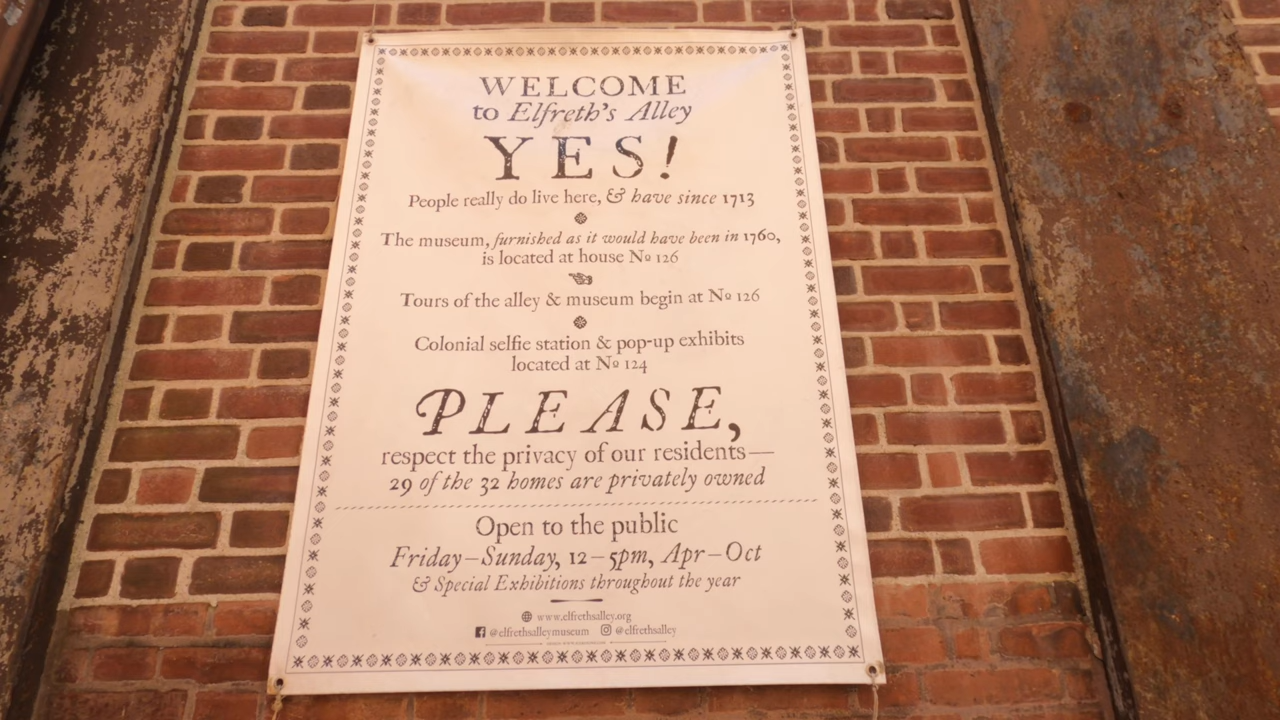 WELCOME
to Elfreth's Alley
YES!
People really do live here, & have since 1713
The museum, furnished as it would have been in 1760,
is located at house No 126
Tours of the alley & museum begin at No 126
Colonial selfie station & pop-up exhibits
located at No 124
PLEASE,
respect the privacy of our residents—
29 of the 32 homes are privately owned
Open to the public
Friday–Sunday, 12–5pm, Apr–Oct
& Special Exhibitions throughout the year
www.elfrethsalley.org
@elfrethsalleymuseum @elfrethsalley